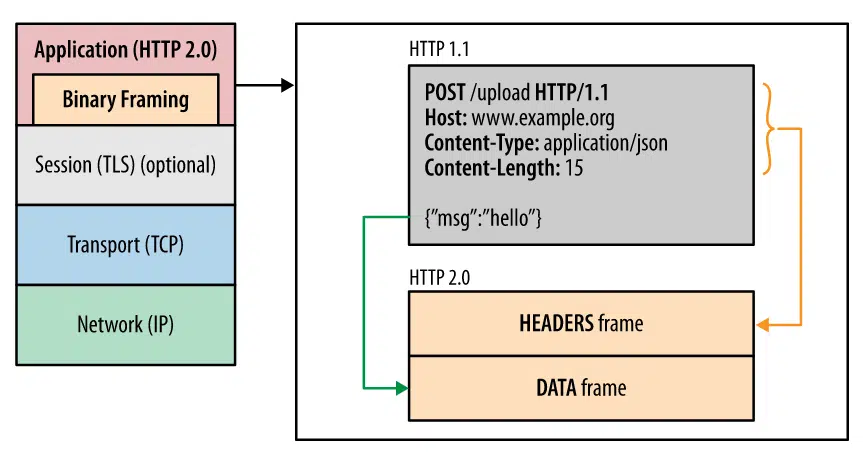 Application (HTTP 2.0)
Binary Framing
Session (TLS) (optional)
Transport (TCP)
Network (IP)
HTTP 1.1
POST /upload HTTP/1.1
Host: www.example.org
Content-Type: application/json
Content-Length: 15
{”msg”:”hello”}
HTTP 2.0
HEADERS frame
DATA frame